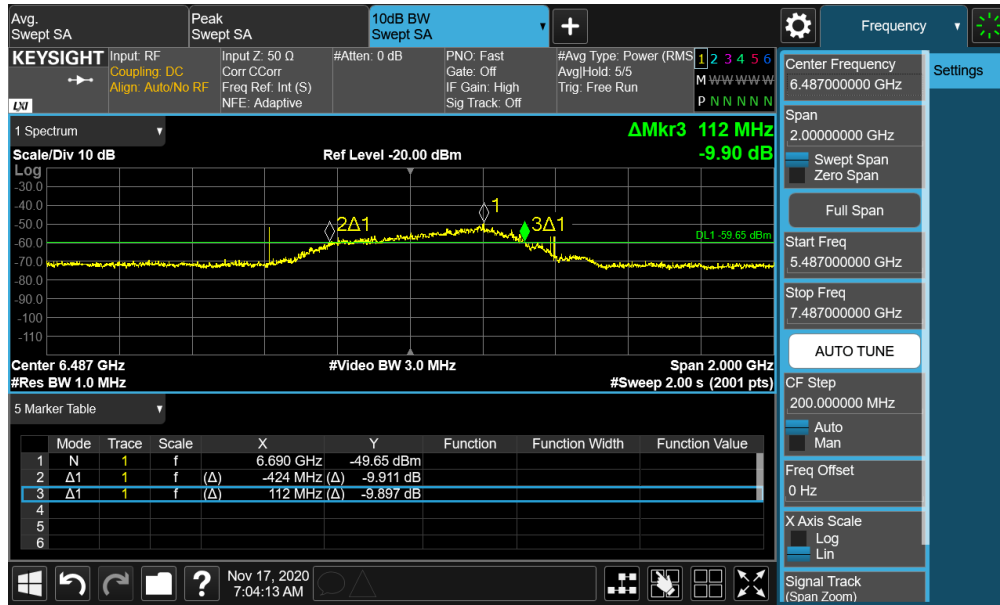 Avg.
Swept SA
Peak
Swept SA
10dB BW
Swept SA
Frequency
KEYSIGHT
LXI
Input: RF
Coupling: DC
Align: Auto/No RF
Input Z: 50 Ω
Corr CCorr
Freq Ref: Int (S)
NFE: Adaptive
#Atten: 0 dB
PNO: Fast
Gate: Off
IF Gain: High
Sig Track: Off
#Avg Type: Power (RMS
Avg|Hold: 5/5
Trig: Free Run
1 2 3 4 5 6
M W W W W W
P N N N N N
1 Spectrum
ΔMkr3 112 MHz
-9.90 dB
Scale/Div 10 dB
Ref Level -20.00 dBm
Log
-30.0
-40.0
-50.0
-60.0
-70.0
-80.0
-90.0
-100
-110
1
2Δ1
3Δ1
DL1 -59.65 dBm
Center 6.487 GHz
#Video BW 3.0 MHz
Span 2.000 GHz
#Res BW 1.0 MHz
#Sweep 2.00 s (2001 pts)
5 Marker Table
Mode Trace Scale X Y Function Function Width Function Value
1 N 1 f 6.690 GHz -49.65 dBm
2 Δ1 1 f (Δ) -424 MHz (Δ) -9.911 dB
3 Δ1 1 f (Δ) 112 MHz (Δ) -9.897 dB
4
5
6
Nov 17, 2020
7:04:13 AM
Center Frequency
6.487000000 GHz
Span
2.00000000 GHz
Swept Span
Zero Span
Full Span
Start Freq
5.487000000 GHz
Stop Freq
7.487000000 GHz
AUTO TUNE
CF Step
200.000000 MHz
Auto
Man
Freq Offset
0 Hz
X Axis Scale
Log
Lin
Signal Track
(Span Zoom)
Settings